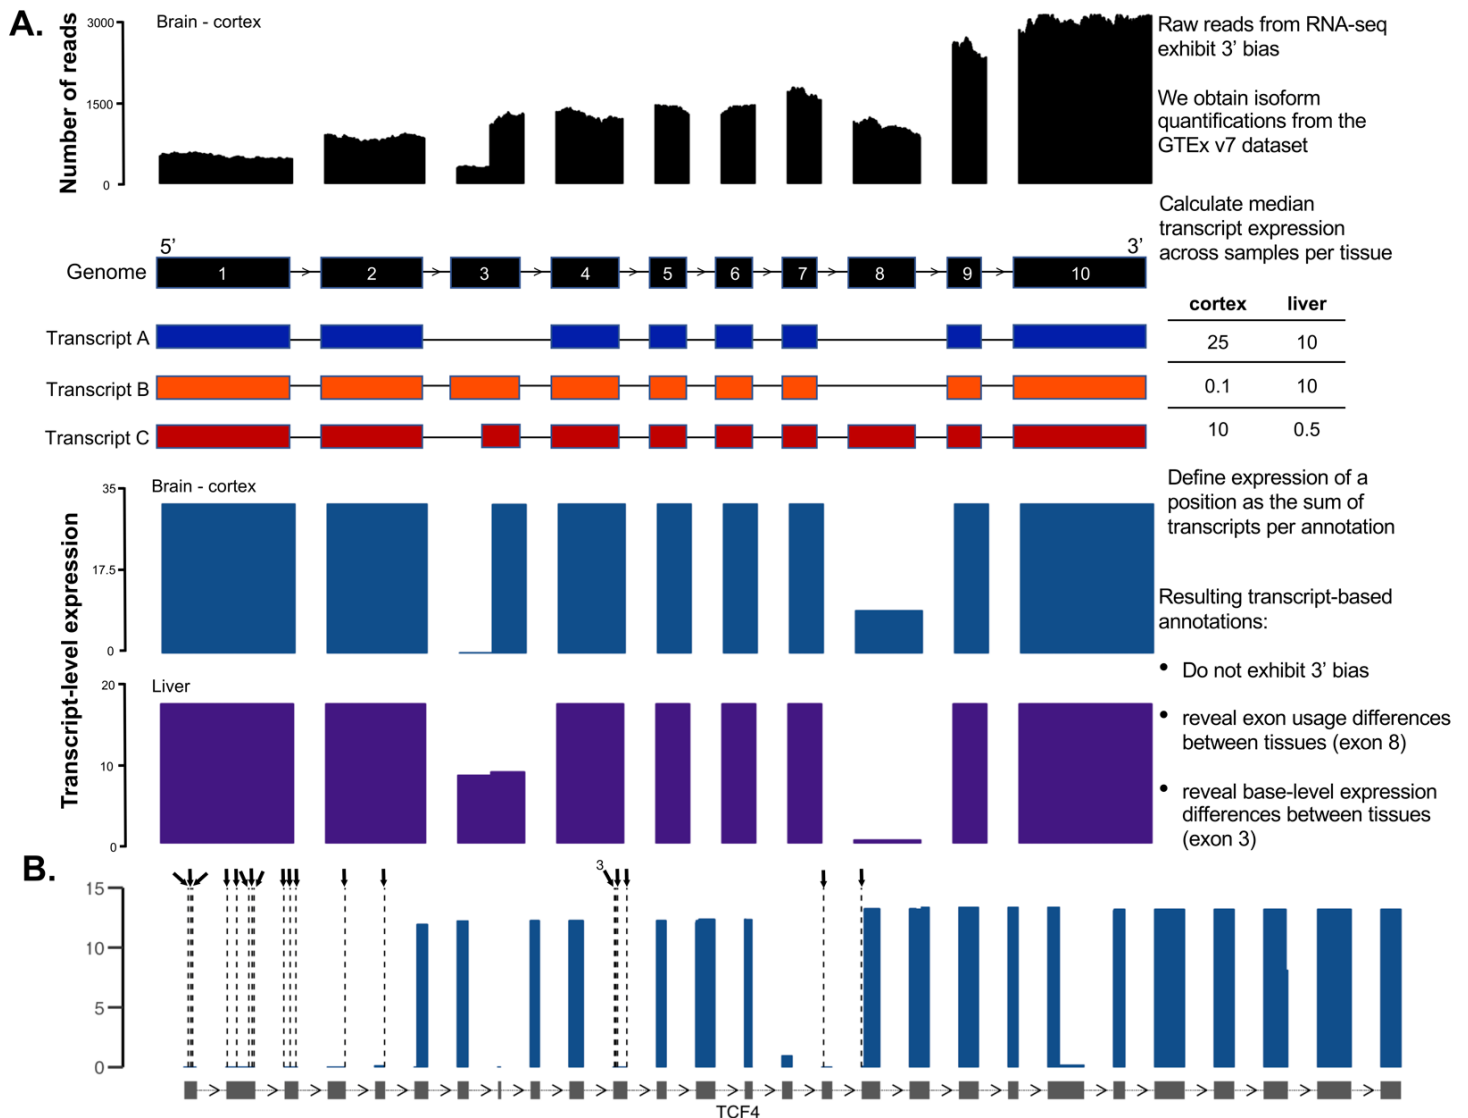 A.
Brain - cortex
Number of reads
3000
1500
0
Raw reads from RNA-seq
exhibit 3’ bias
We obtain isoform
quantifications from the
GTEx v7 dataset
Calculate median
transcript expression
across samples per tissue
5’
3’
Genome
1 2 3 4 5 6 7 8 9 10
cortex liver
Transcript A
25 10
Transcript B
0.1 10
Transcript C
10 0.5
Brain - cortex
Transcript-level expression
35
17.5
0
Define expression of a
position as the sum of
transcripts per annotation
Resulting transcript-based
annotations:
• Do not exhibit 3’ bias
• reveal exon usage differences
between tissues (exon 8)
• reveal base-level expression
differences between tissues
(exon 3)
Liver
20
10
0
B.
3
15
10
5
0
TCF4